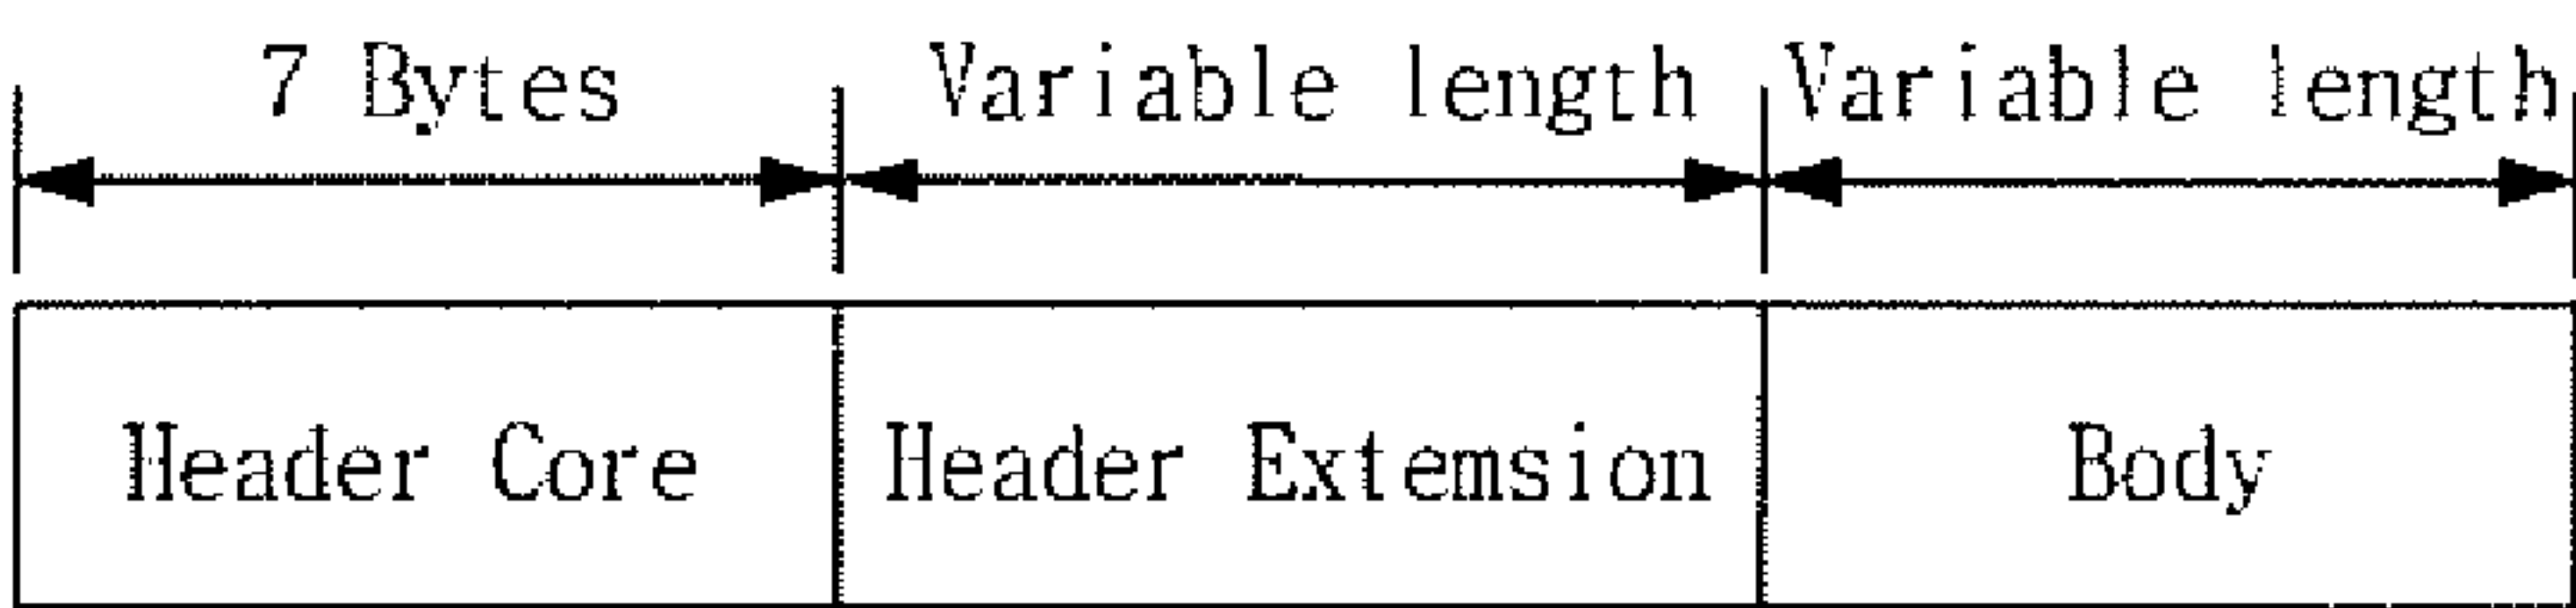 7 Bytes Variable length Variable length
Header Core Header Extemsion Body